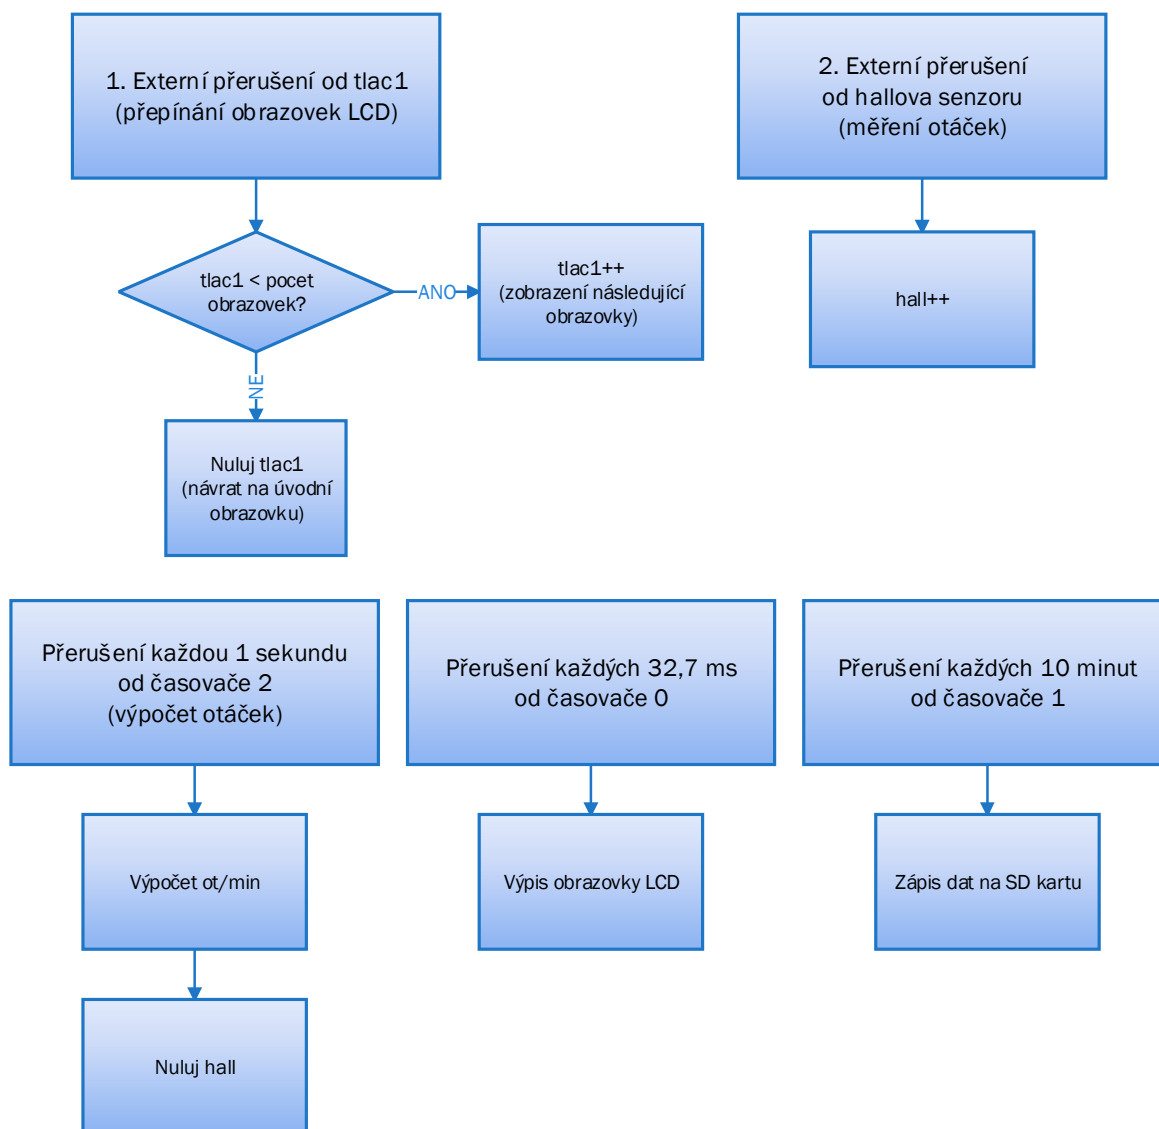 1. Externí přerušení od tlac1
(přepínání obrazovek LCD)
2. Externí přerušení
od hallova senzoru
(měření otáček)
tlac1 < pocet
obrazovek?
ANO
tlac1++
(zobrazení následující
obrazovky)
hall++
NE
Nuluj tlac1
(návrat na úvodní
obrazovku)
Přerušení každou 1 sekundu
od časovače 2
(výpočet otáček)
Přerušení každých 32,7 ms
od časovače 0
Přerušení každých 10 minut
od časovače 1
Výpočet ot/min
Výpis obrazovky LCD
Zápis dat na SD kartu
Nuluj hall